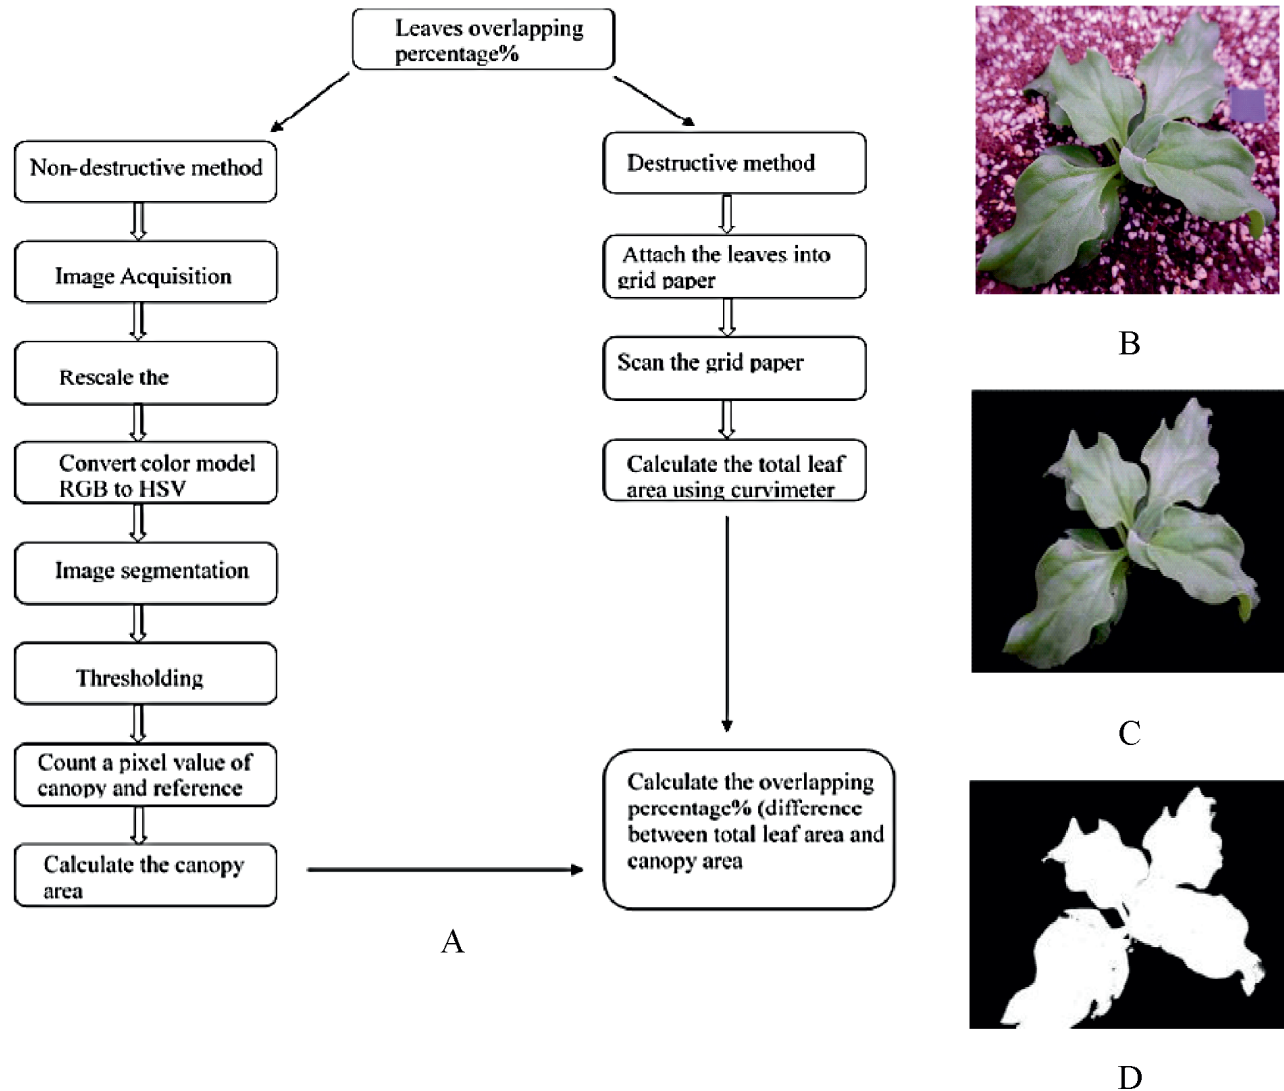 Leaves overlapping
percentage%
Non-destructive method
Image Acquisition
Rescale the
Convert color model
RGB to HSV
Image segmentation
Thresholding
Count a pixel value of
canopy and reference
Calculate the canopy
area
Destructive method
Attach the leaves into
grid paper
Scan the grid paper
Calculate the total leaf
area using curvimeter
Calculate the overlapping
percentage% (difference
between total leaf area and
canopy area
A
B
C
D